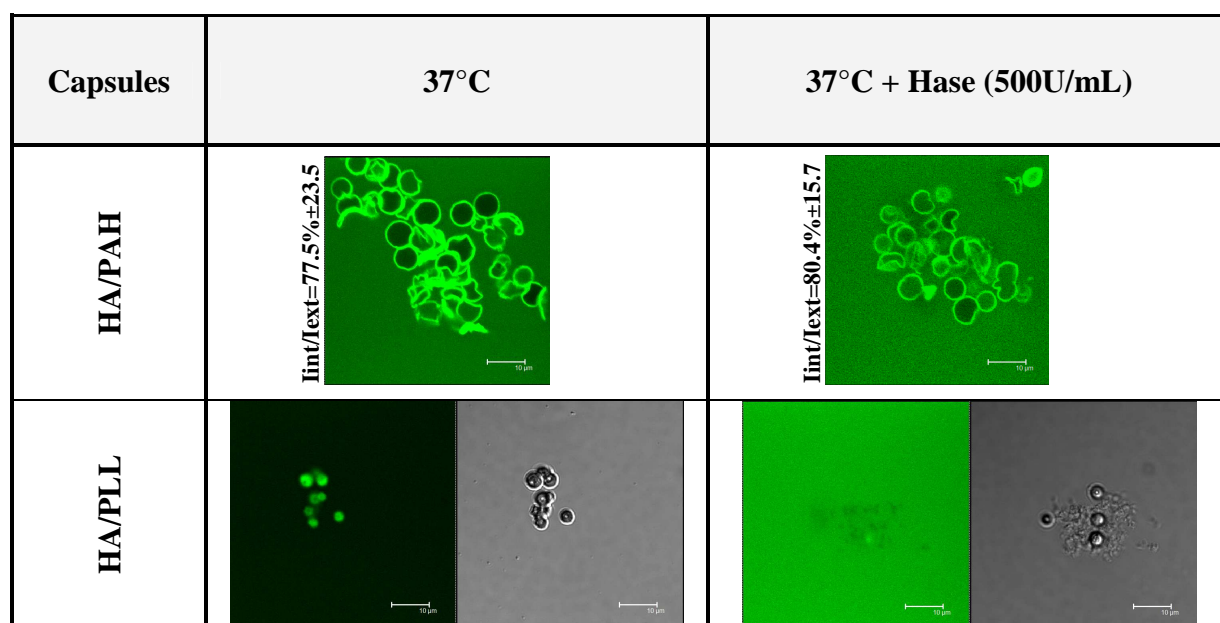 Capsules
37°C
37°C + Hase (500U/mL)
HA/PAH
Iint/Iext=77.5%±23.5
10 µm
Iint/Iext=80.4%±15.7
10 µm
HA/PLL
10 µm
10 µm
10 µm
10 µm